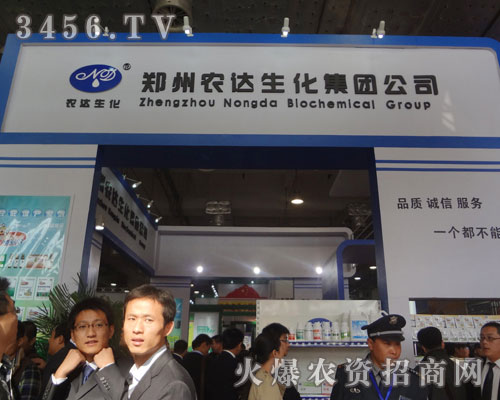 3456.TV
ND
农达生化
郑州农达生化集团公司
Zhengzhou Nongda Biochemical Group
品质 诚信 服务
一个都不能
火爆农资招商网